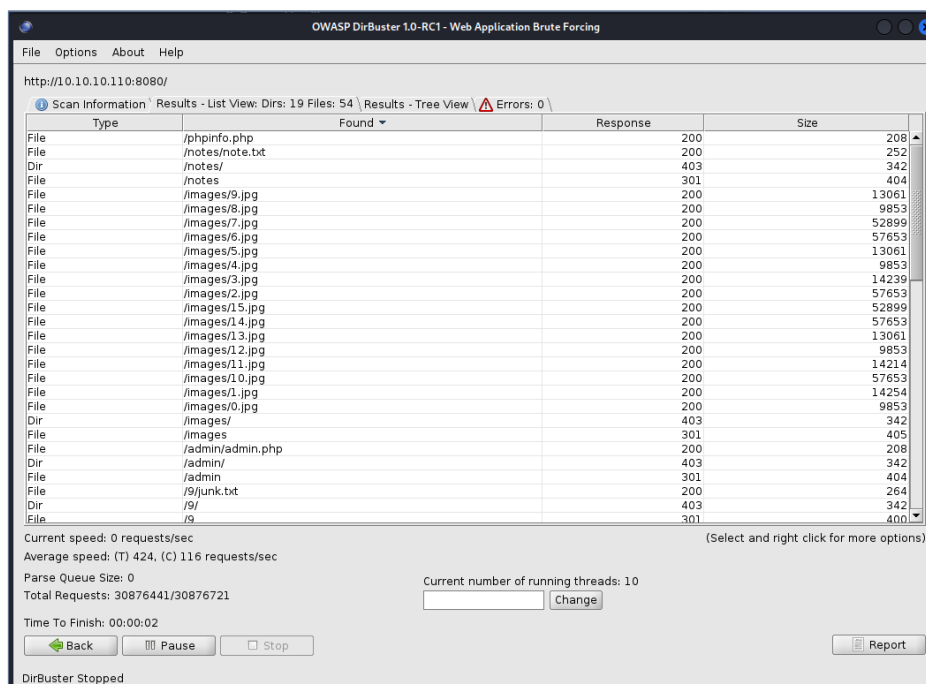 OWASP DirBuster 1.0-RC1 - Web Application Brute Forcing
File Options About Help
http://10.10.10.110:8080/
Scan Information Results - List View: Dirs: 19 Files: 54 Results - Tree View Errors: 0
Type Found Response Size
File /phpinfo.php 200 208
File /notes/note.txt 200 252
Dir /notes/ 403 342
File /notes 301 404
File /images/9.jpg 200 13061
File /images/8.jpg 200 9853
File /images/7.jpg 200 52899
File /images/6.jpg 200 57653
File /images/5.jpg 200 13061
File /images/4.jpg 200 9853
File /images/3.jpg 200 14239
File /images/2.jpg 200 57653
File /images/15.jpg 200 52899
File /images/14.jpg 200 57653
File /images/13.jpg 200 13061
File /images/12.jpg 200 9853
File /images/11.jpg 200 14214
File /images/10.jpg 200 57653
File /images/1.jpg 200 14254
File /images/0.jpg 200 9853
Dir /images/ 403 342
File /images 301 405
File /admin/admin.php 200 208
Dir /admin/ 403 342
File /admin 301 404
File /9/junk.txt 200 264
Dir /9/ 403 342
File /9 301 400
Current speed: 0 requests/sec (Select and right click for more options)
Average speed: (T) 424, (C) 116 requests/sec
Parse Queue Size: 0 Current number of running threads: 10
Total Requests: 30876441/30876721 Change
Time To Finish: 00:00:02
Back Pause Stop Report
DirBuster Stopped